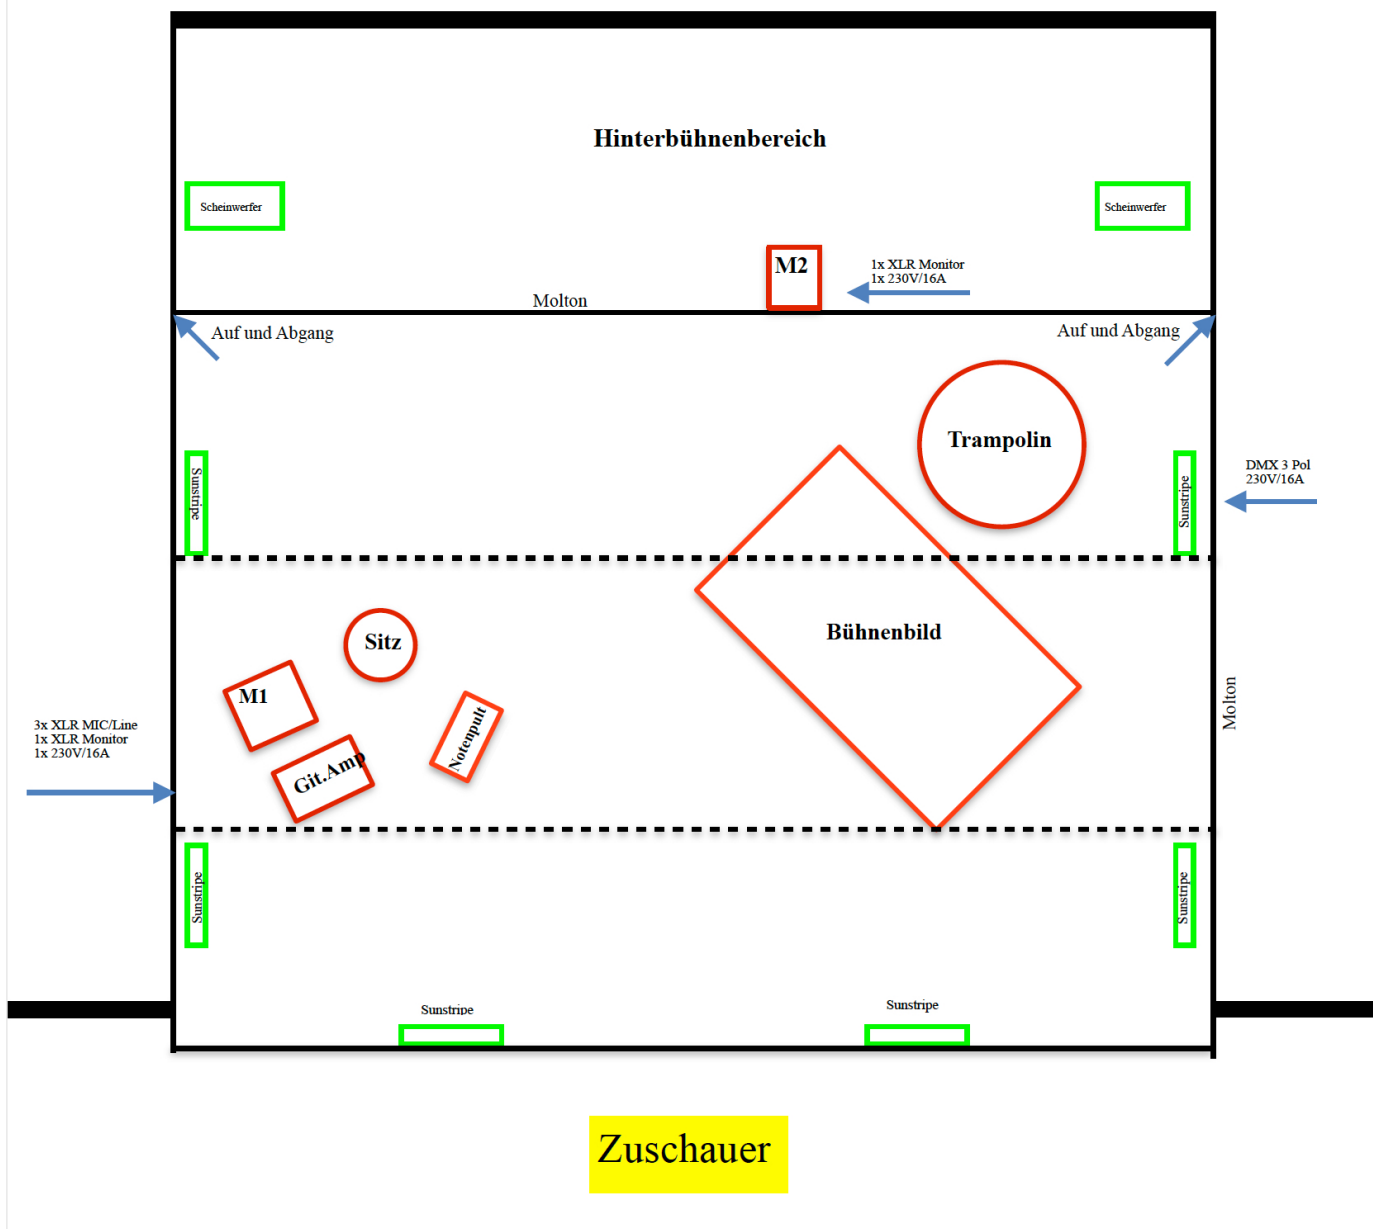 Hinterbühnenbereich
Scheinwerfer
Scheinwerfer
M2
1x XLR Monitor
1x 230V/16A
Molton
Auf und Abgang
Auf und Abgang
Trampolin
Sunstripe
Sunstripe
DMX 3 Pol
230V/16A
Sitz
Bühnenbild
M1
Notenpult
Molton
3x XLR MIC/Line
1x XLR Monitor
1x 230V/16A
Git.Amp
Sunstripe
Sunstripe
Sunstripe
Sunstripe
Zuschauer